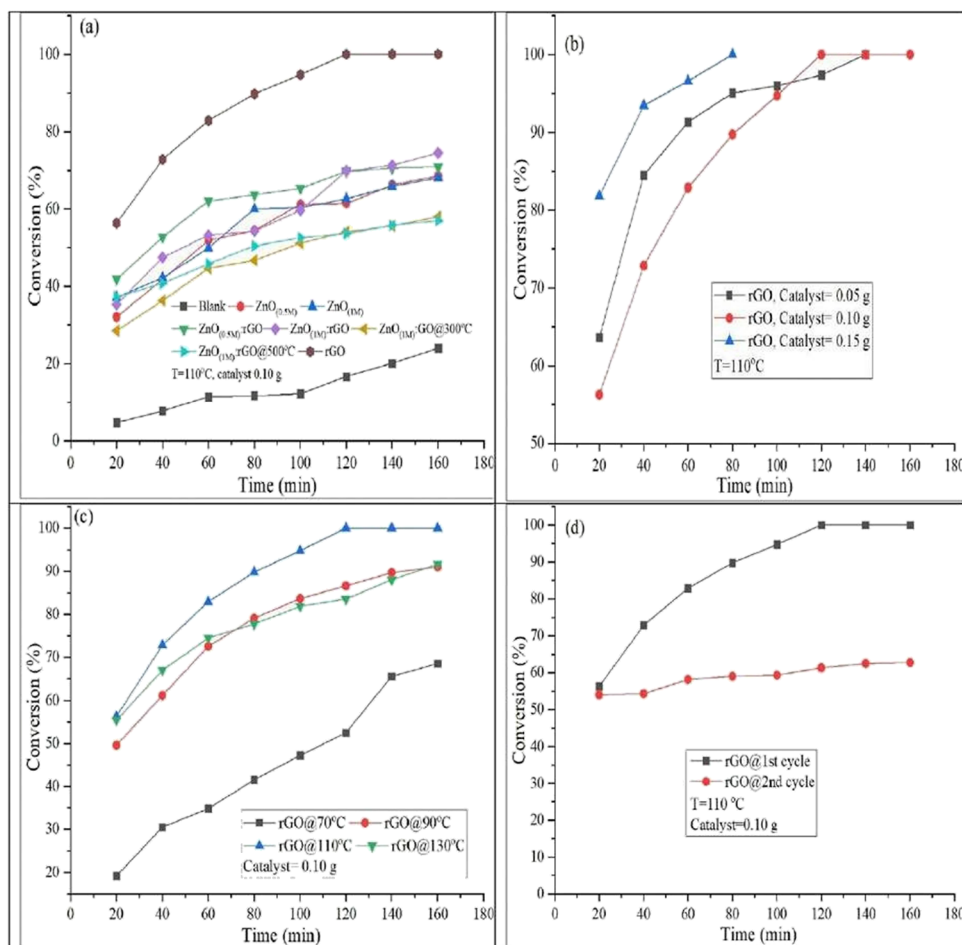 (a)
Conversion (%)
100
80
60
40
20
0
Blank ZnO(0.5M) ZnO(1M)
ZnO(0.5M):rGO ZnO(1M):rGO ZnO(1M):GO@300°C
ZnO(1M):rGO@500°C rGO
T=110°C, catalyst 0.10 g
0 20 40 60 80 100 120 140 160 180
Time (min)
(b)
Conversion (%)
100
90
80
70
60
50
rGO, Catalyst= 0.05 g
rGO, Catalyst= 0.10 g
rGO, Catalyst= 0.15 g
T=110°C
0 20 40 60 80 100 120 140 160 180
Time (min)
(c)
Conversion (%)
100
90
80
70
60
50
40
30
20
rGO@70°C rGO@90°C
rGO@110°C rGO@130°C
Catalyst= 0.10 g
0 20 40 60 80 100 120 140 160 180
Time (min)
(d)
Conversion (%)
100
90
80
70
60
50
40
30
20
10
0
rGO@1st cycle
rGO@2nd cycle
T=110 °C
Catalyst=0.10 g
0 20 40 60 80 100 120 140 160 180
Time (min)